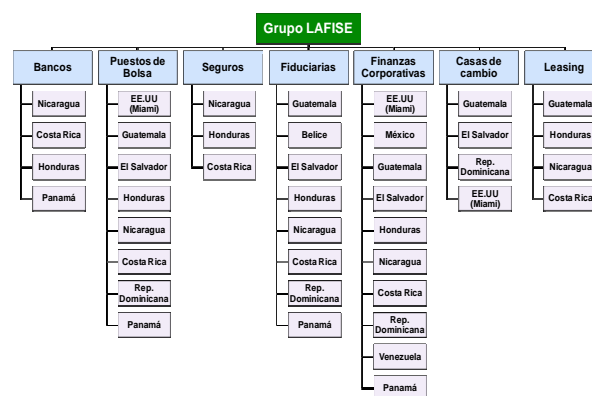 Grupo LAFISE
Bancos
Nicaragua
Costa Rica
Honduras
Panamá
Puestos de
Bolsa
EE.UU
(Miami)
Guatemala
El Salvador
Honduras
Nicaragua
Costa Rica
Rep.
Dominicana
Panamá
Seguros
Nicaragua
Honduras
Costa Rica
Fiduciarias
Guatemala
Belice
El Salvador
Honduras
Nicaragua
Costa Rica
Rep.
Dominicana
Panamá
Finanzas
Corporativas
EE.UU
(Miami)
México
Guatemala
El Salvador
Honduras
Nicaragua
Costa Rica
Rep.
Dominicana
Venezuela
Panamá
Casas de
cambio
Guatemala
El Salvador
Rep.
Dominicana
EE.UU
(Miami)
Leasing
Guatemala
Honduras
Nicaragua
Costa Rica